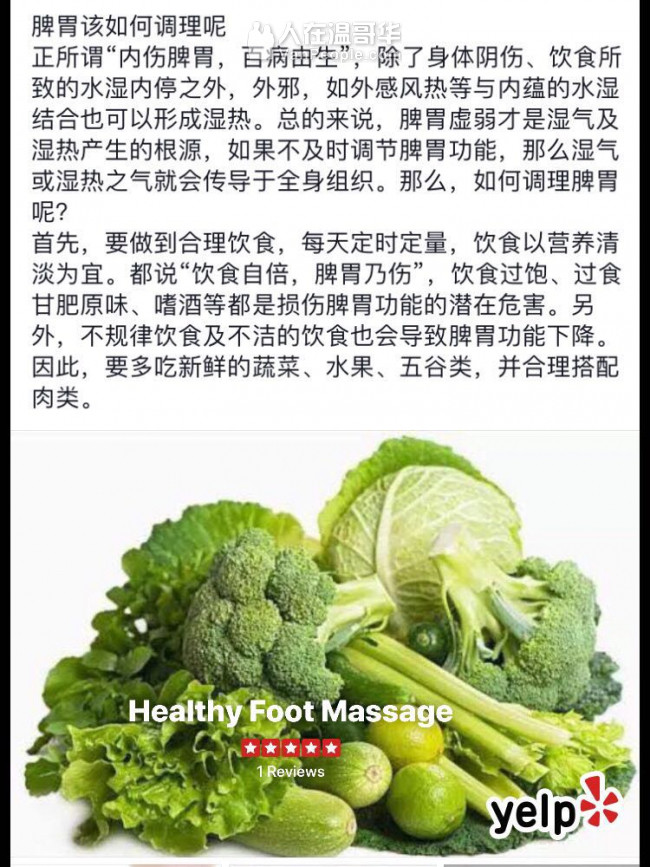 脾胃该如何调理呢
人在温哥华
正所谓“内伤脾胃，百病由生”，除了身体阴伤、饮食所
致的水湿内停之外，外邪，如外感风热等与内蕴的水湿
结合也可以形成湿热。总的来说，脾胃虚弱才是湿气及
湿热产生的根源，如果不及时调节脾胃功能，那么湿气
或湿热之气就会传导于全身组织。那么，如何调理脾胃
呢?
首先，要做到合理饮食，每天定时定量，饮食以营养清
淡为宜。都说“饮食自倍，脾胃乃伤”，饮食过饱、过食
甘肥原味、嗜酒等都是损伤脾胃功能的潜在危害。另
外，不规律饮食及不洁的饮食也会导致脾胃功能下降。
因此，要多吃新鲜的蔬菜、水果、五谷类，并合理搭配
肉类。
Healthy Foot Massage
1 Reviews
yelp